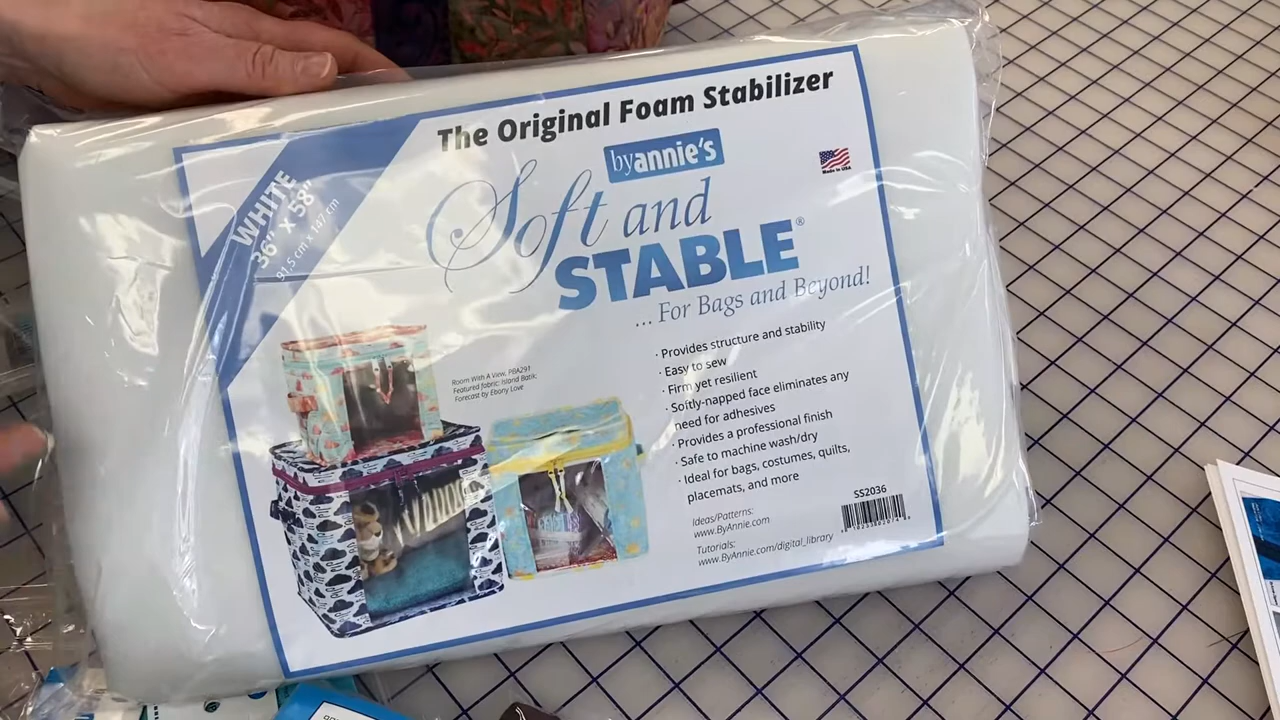 The Original Foam Stabilizer
byannie's
Made in USA
WHITE
36" X 58"
91.5 cm x 147 cm
Soft and
STABLE®
... For Bags and Beyond!
Room With A View, PBA291
Featured fabric: Island Batik;
Forecast by Ebony Love
· Provides structure and stability
· Easy to sew
· Firm yet resilient
· Softly-napped face eliminates any
need for adhesives
· Provides a professional finish
· Safe to machine wash/dry
· Ideal for bags, costumes, quilts,
placemats, and more
SS2036
Ideas/Patterns:
www.ByAnnie.com
Tutorials:
www.ByAnnie.com/digital_library